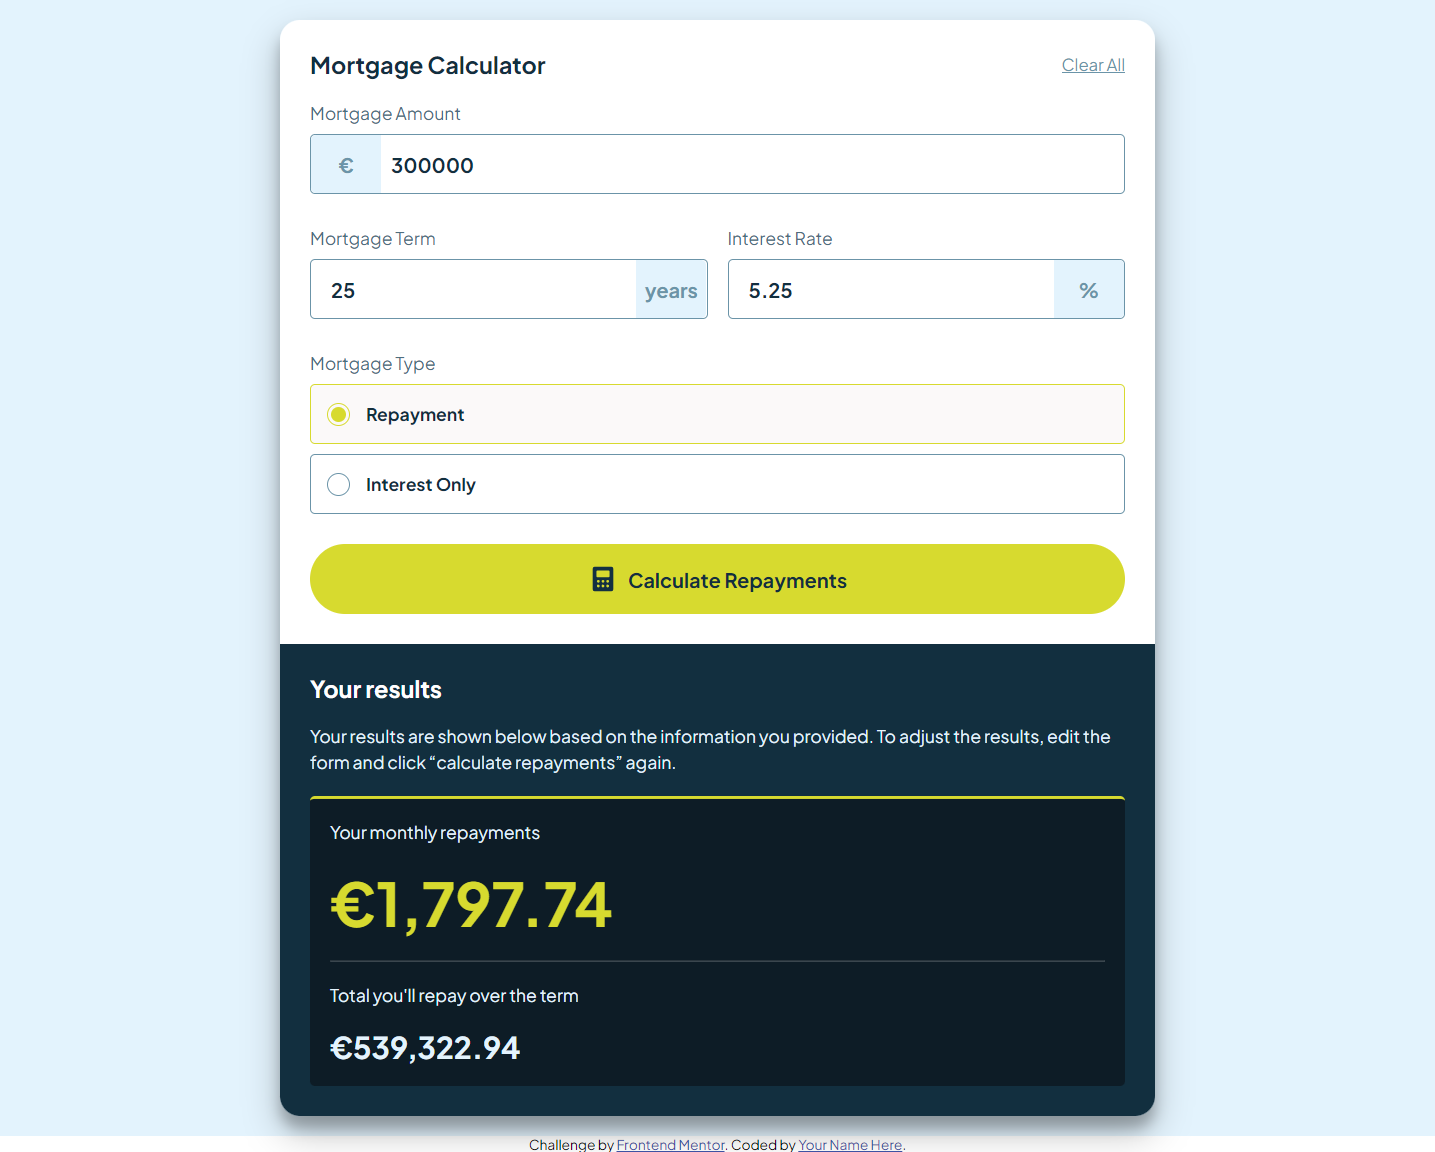 Mortgage Calculator
Clear All
Mortgage Amount
€ 300000
Mortgage Term
Interest Rate
25 years
5.25 %
Mortgage Type
Repayment
Interest Only
Calculate Repayments
Your results
Your results are shown below based on the information you provided. To adjust the results, edit the
form and click “calculate repayments” again.
Your monthly repayments
€1,797.74
Total you'll repay over the term
€539,322.94
Challenge by Frontend Mentor. Coded by Your Name Here.